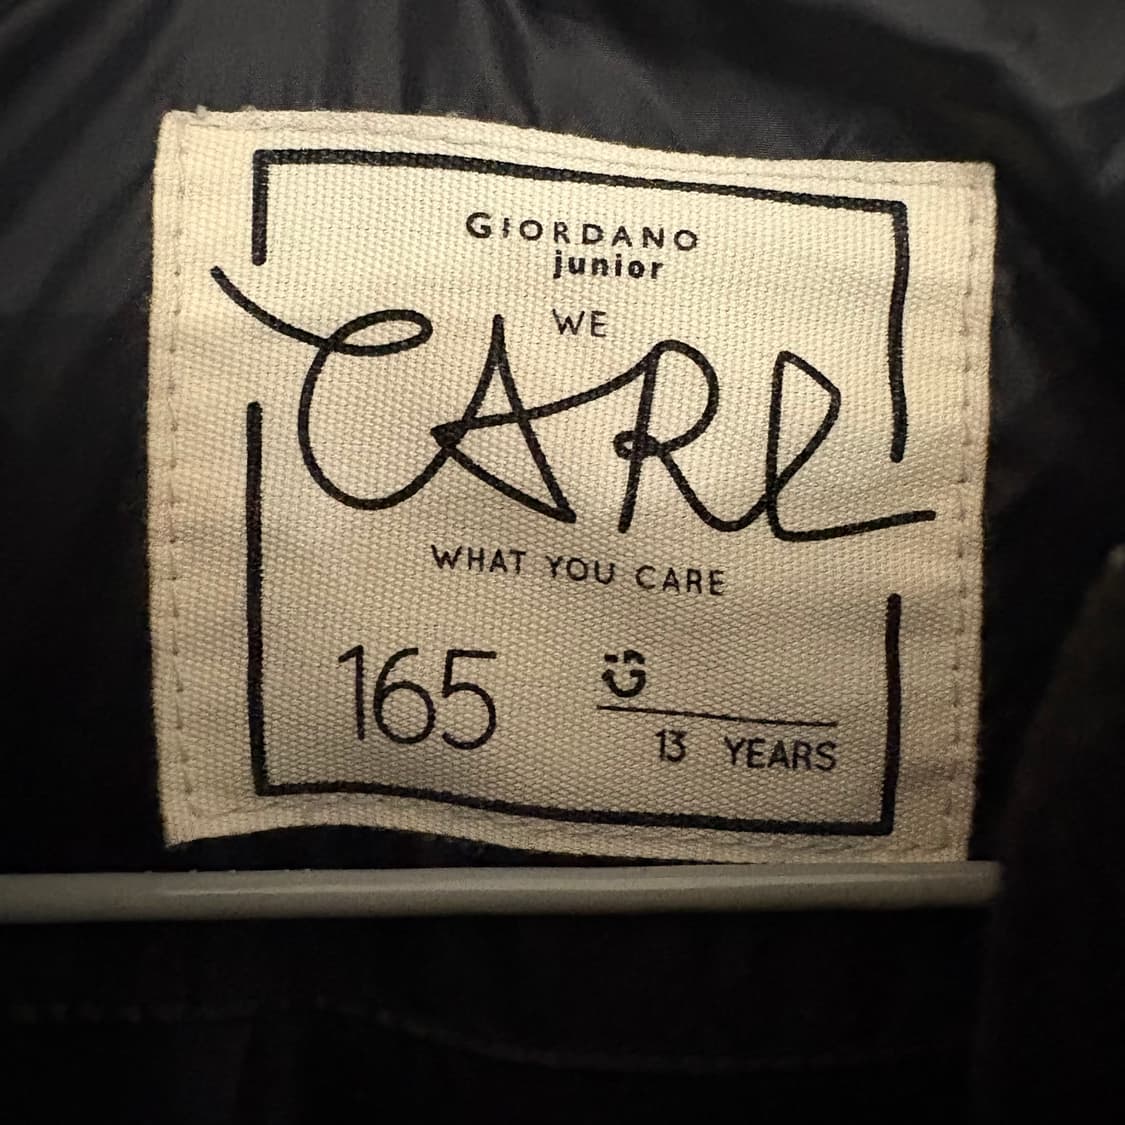 GIORDANO
junior
WE
CARe
WHAT YOU CARE
165
13 YEARS